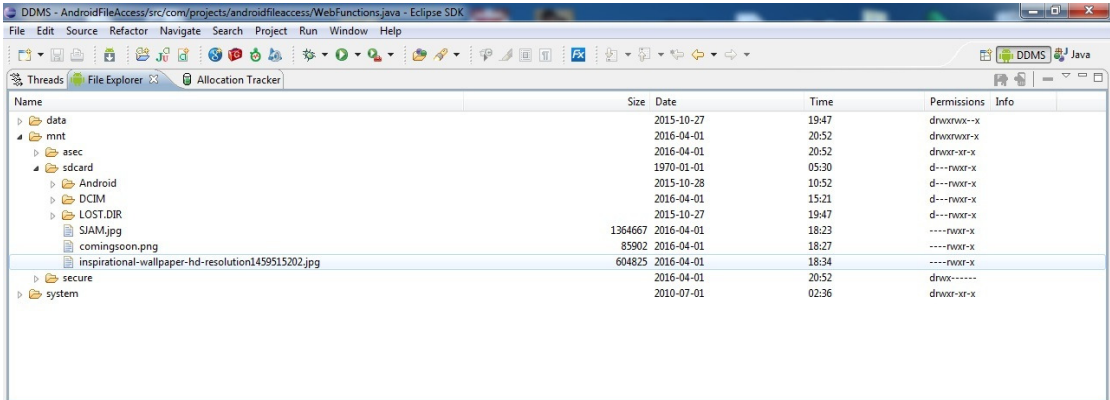 DDMS - AndroidFileAccess/src/com/projects/androidfileaccess/WebFunctions.java - Eclipse SDK
File Edit Source Refactor Navigate Search Project Run Window Help
DDMS Java
Threads File Explorer Allocation Tracker
Name Size Date Time Permissions Info
data 2015-10-27 19:47 drwxrwx--x
mnt 2016-04-01 20:52 drwxrwxr-x
asec 2016-04-01 20:52 drwxr-xr-x
sdcard 1970-01-01 05:30 d---rwxr-x
Android 2015-10-28 10:52 d---rwxr-x
DCIM 2016-04-01 15:21 d---rwxr-x
LOST.DIR 2015-10-27 19:47 d---rwxr-x
SJAM.jpg 1364667 2016-04-01 18:23 ----rwxr-x
comingsoon.png 85902 2016-04-01 18:27 ----rwxr-x
inspirational-wallpaper-hd-resolution1459515202.jpg 604825 2016-04-01 18:34 ----rwxr-x
secure 2016-04-01 20:52 drwx------
system 2010-07-01 02:36 drwxr-xr-x